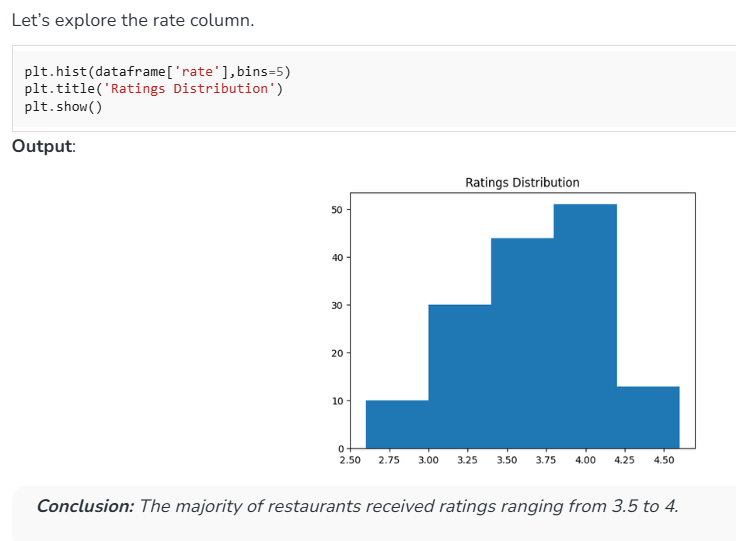 Let’s explore the rate column.
plt.hist(dataframe['rate'],bins=5)
plt.title('Ratings Distribution')
plt.show()
Output:
Ratings Distribution
50
40
30
20
10
0
2.50 2.75 3.00 3.25 3.50 3.75 4.00 4.25 4.50
Conclusion: The majority of restaurants received ratings ranging from 3.5 to 4.